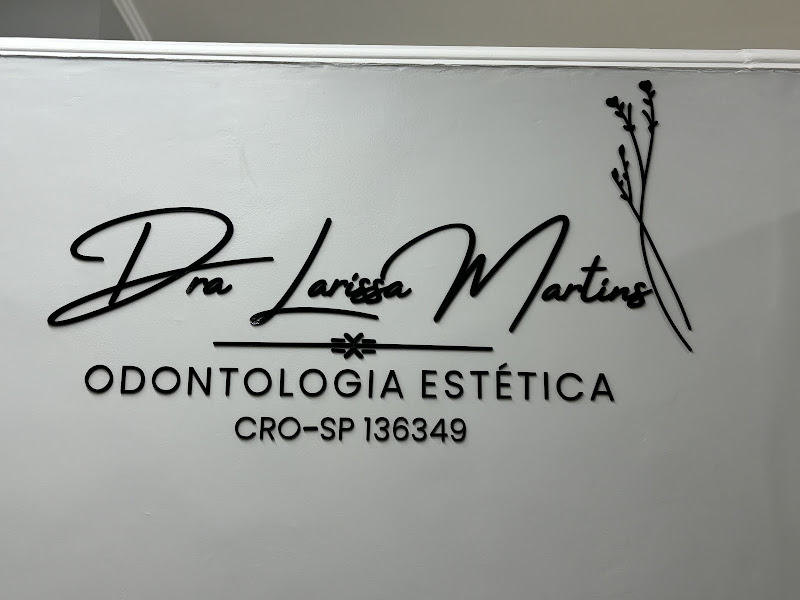 Dra Larissa Martins
ODONTOLOGIA ESTÉTICA
CRO-SP 136349